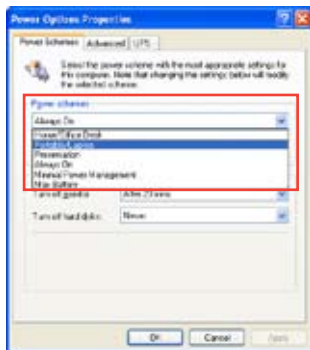 Power Options Properties
Power Schemes Advanced UPS
Select the power scheme with the most appropriate settings for
this computer. Note that changing the settings below will modify
the selected scheme.
Power schemes
Always On
Home/Office Desk
Portable/Laptop
Presentation
Always On
Minimal Power Management
Max Battery
Turn off monitor: After 20 mins
Turn off hard disks: Never
OK Cancel Apply